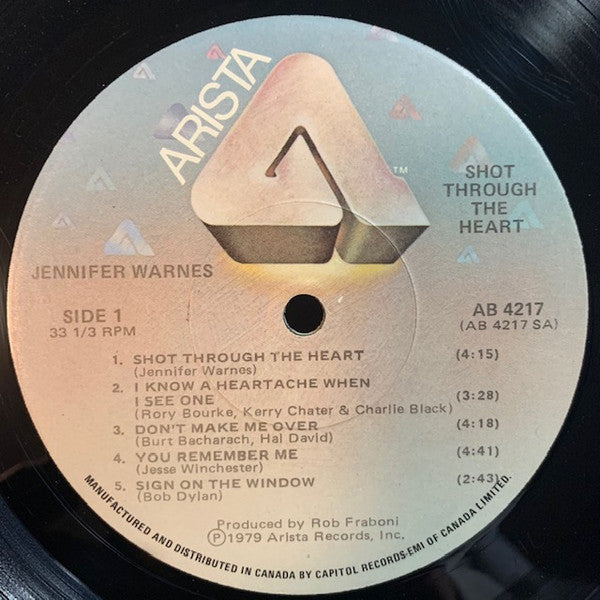 ARISTA
TM
SHOT
THROUGH
THE
HEART
JENNIFER WARNES
SIDE 1
33 1/3 RPM
AB 4217
(AB 4217 SA)
1. SHOT THROUGH THE HEART (4:15)
(Jennifer Warnes)
2. I KNOW A HEARTACHE WHEN
I SEE ONE (3:28)
(Rory Bourke, Kerry Chater & Charlie Black)
3. DON'T MAKE ME OVER (4:18)
(Burt Bacharach, Hal David)
4. YOU REMEMBER ME (4:41)
(Jesse Winchester)
5. SIGN ON THE WINDOW (2:43)
(Bob Dylan)
Produced by Rob Fraboni
Ⓟ1979 Arista Records, Inc.
MANUFACTURED AND DISTRIBUTED IN CANADA BY CAPITOL RECORDS-EMI OF CANADA LIMITED.